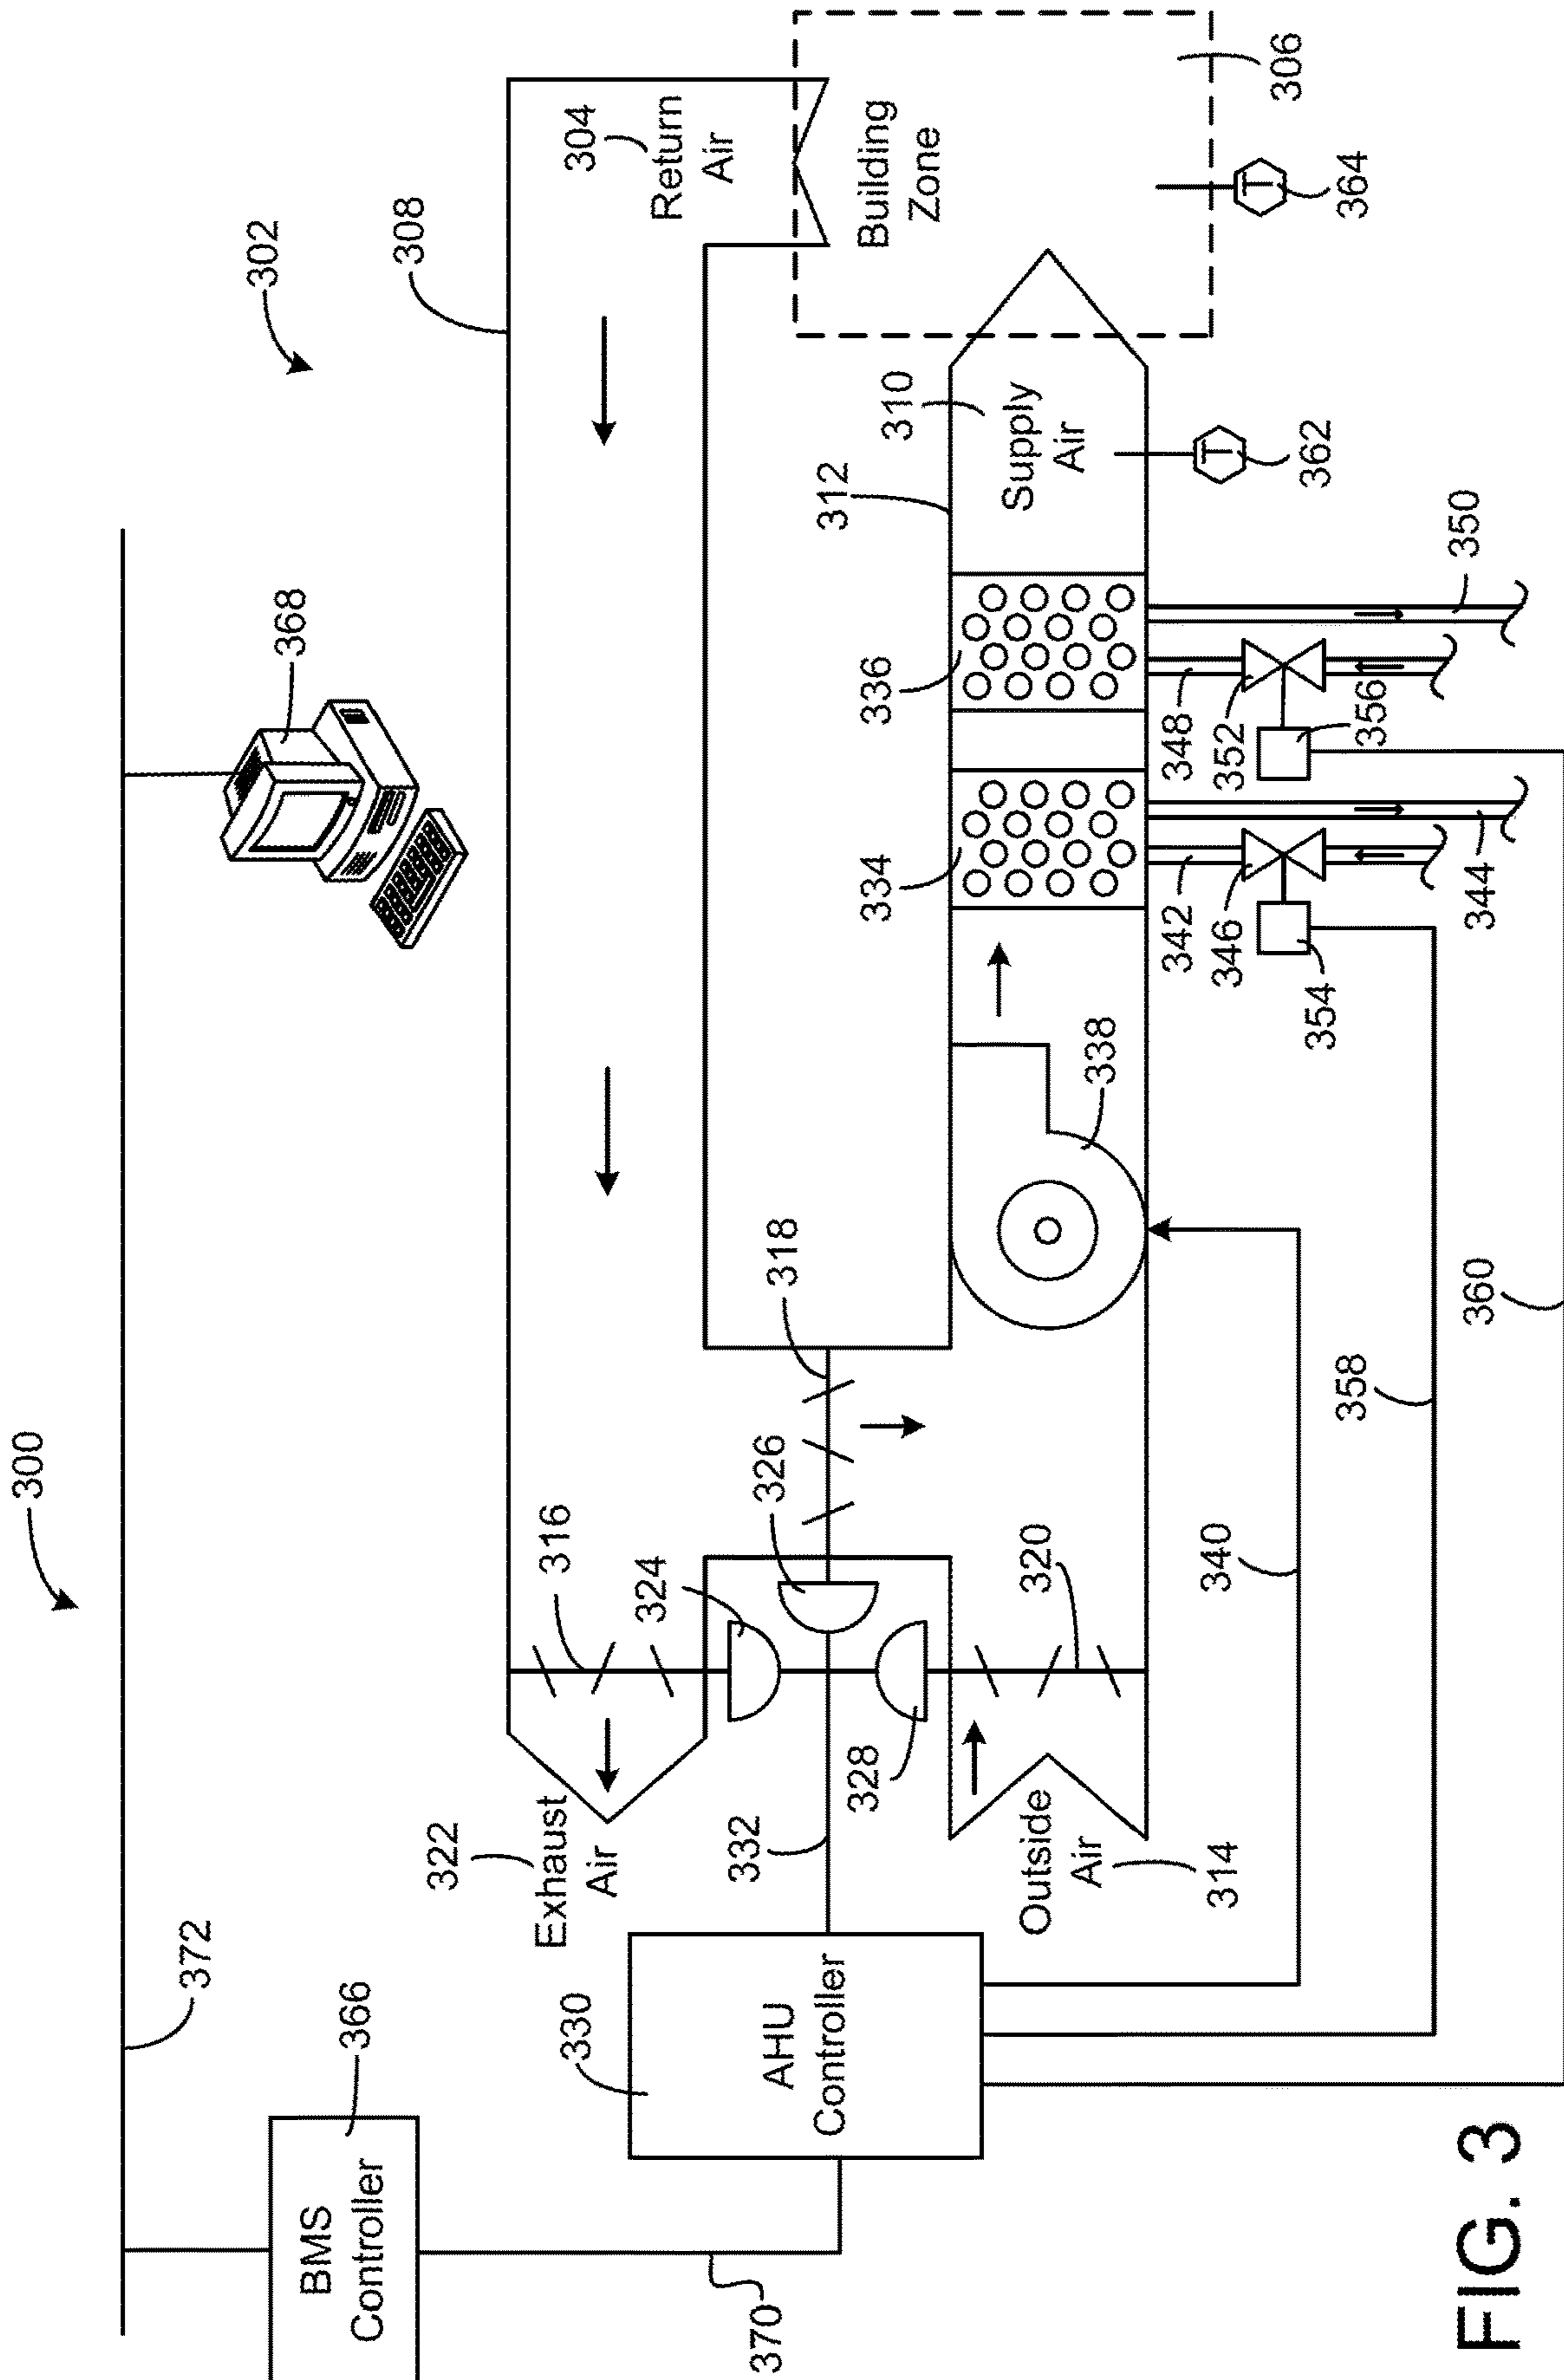 300
372
BMS
Controller
366
370
368
302
308
304
Return
Air
Building
Zone
306
364
322
Exhaust
Air
316
324
326
318
332
328
330
AHU
Controller
Outside
Air
314
320
338
334
336
312
310
Supply
Air
362
340
342
346
354
344
348
352
356
350
358
360
T
T
FIG. 3